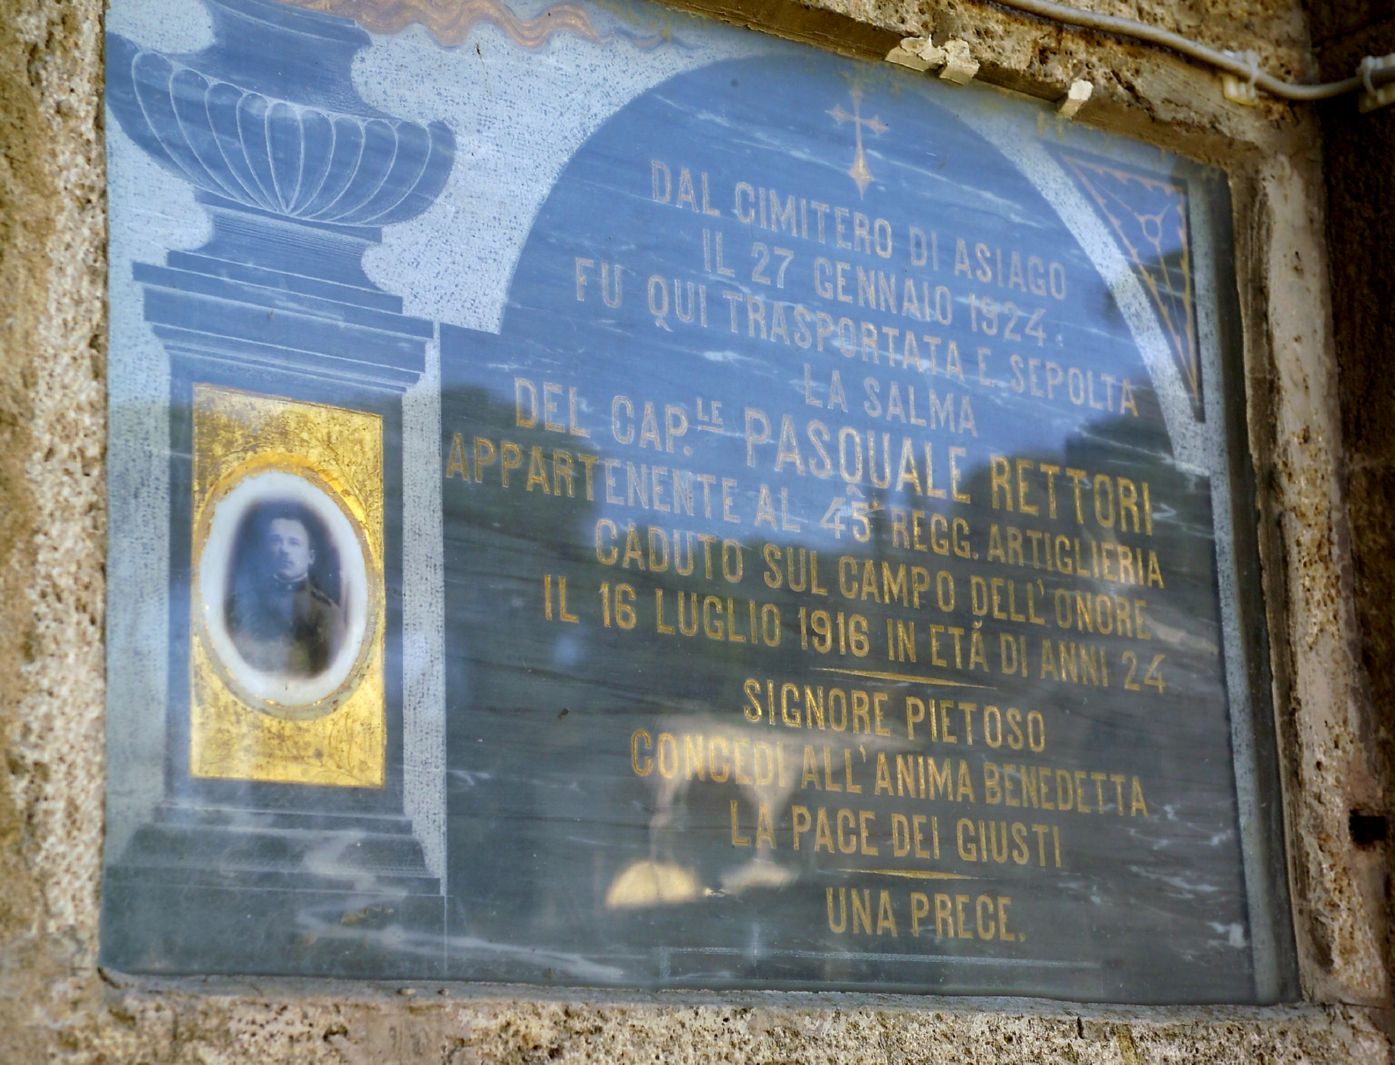 DAL CIMITERO DI ASIAGO
IL 27 GENNAIO 1924.
FU QUI TRASPORTATA E SEPOLTA
LA SALMA
DEL CAP.LE PASQUALE RETTORI
APPARTENENTE AL 45° REGG. ARTIGLIERIA
CADUTO SUL CAMPO DELL'ONORE
IL 16 LUGLIO 1916 IN ETÀ DI ANNI 24
SIGNORE PIETOSO
CONCEDI ALL'ANIMA BENEDETTA
LA PACE DEI GIUSTI
UNA PRECE.